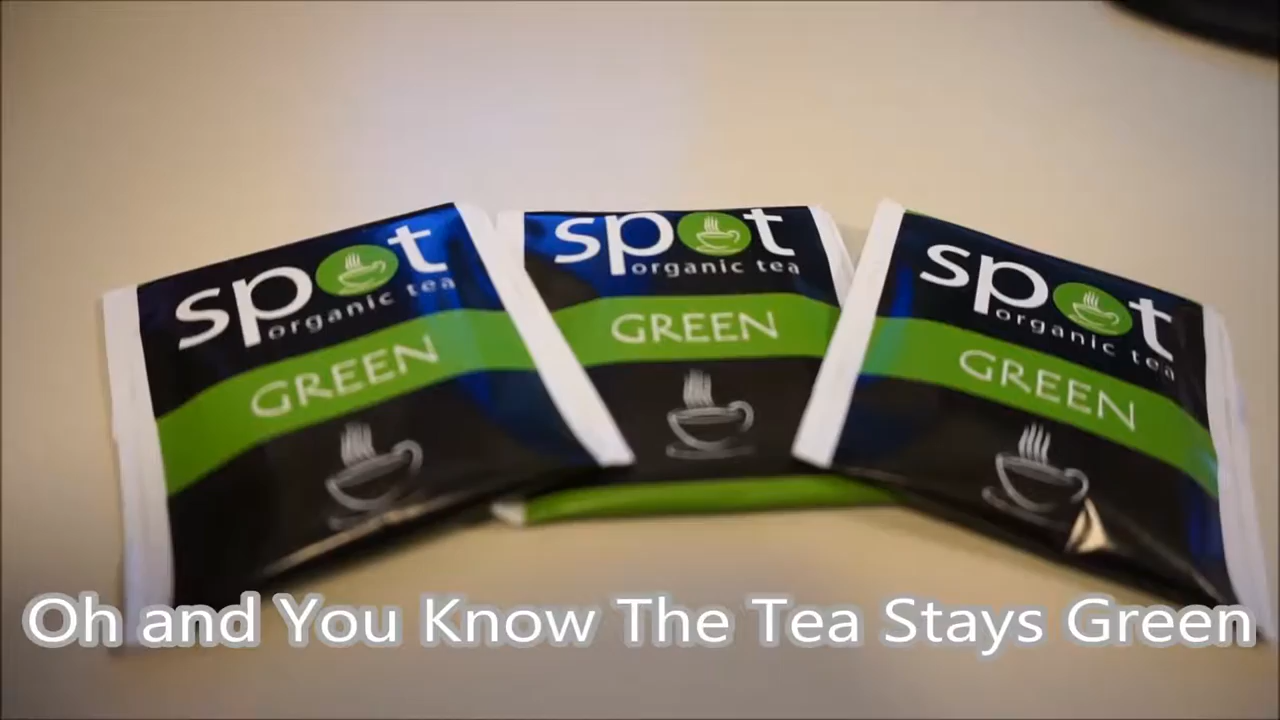 spot
organic tea
GREEN
spot
organic tea
GREEN
spot
organic tea
GREEN
Oh and You Know The Tea Stays Green